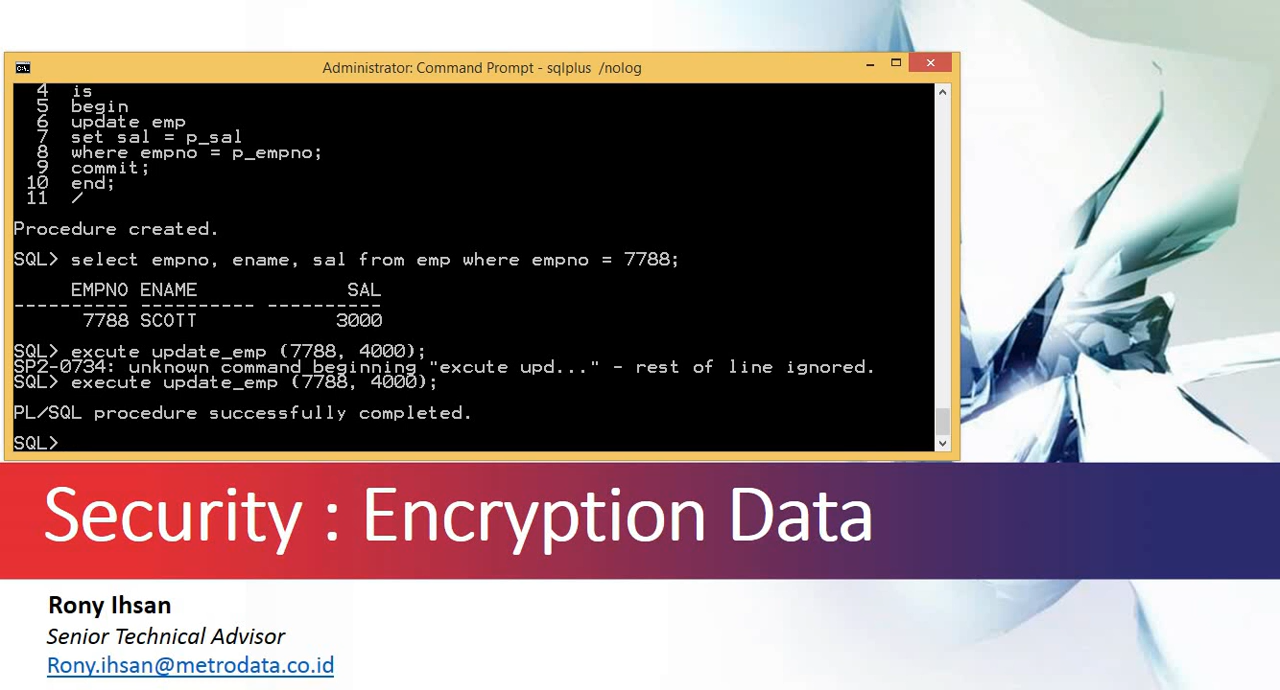 Administrator: Command Prompt - sqlplus /nolog
4 is
5 begin
6 update emp
7 set sal = p_sal
8 where empno = p_empno;
9 commit;
10 end;
11 /
Procedure created.
SQL> select empno, ename, sal from emp where empno = 7788;
EMPNO ENAME SAL
---------- ---------- ----------
7788 SCOTT 3000
SQL> excute update_emp (7788, 4000);
SP2-0734: unknown command beginning "excute upd..." - rest of line ignored.
SQL> execute update_emp (7788, 4000);
PL/SQL procedure successfully completed.
SQL>
Security : Encryption Data
Rony Ihsan
Senior Technical Advisor
Rony.ihsan@metrodata.co.id